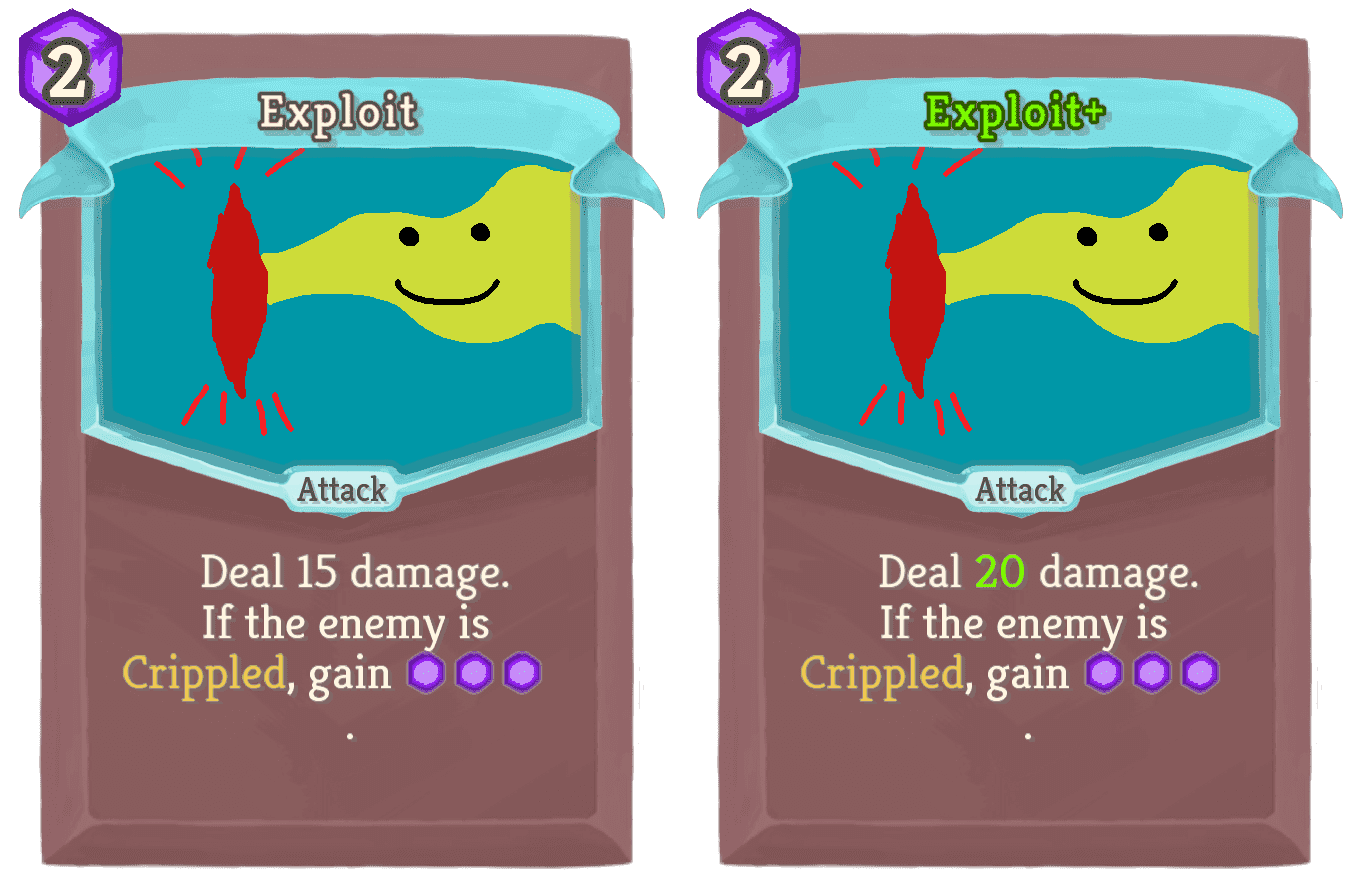 2
Exploit
Attack
Deal 15 damage.
If the enemy is
Crippled, gain
.
2
Exploit+
Attack
Deal 20 damage.
If the enemy is
Crippled, gain
.